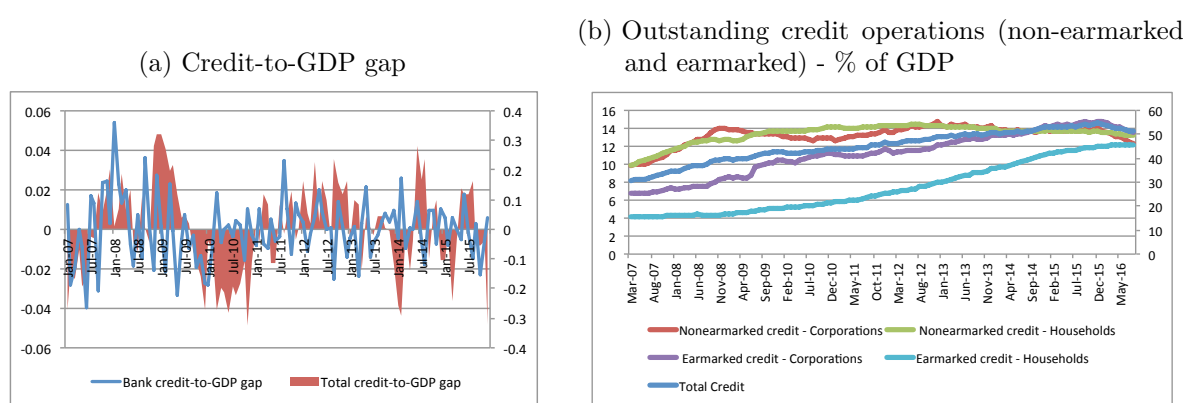 (a) Credit-to-GDP gap
0.06
0.04
0.02
0
-0.02
-0.04
-0.06
0.4
0.3
0.2
0.1
0
-0.1
-0.2
-0.3
-0.4
Jan-07
Jul-07
Jan-08
Jul-08
Jan-09
Jul-09
Jan-10
Jul-10
Jan-11
Jul-11
Jan-12
Jul-12
Jan-13
Jul-13
Jan-14
Jul-14
Jan-15
Jul-15
Bank credit-to-GDP gap
Total credit-to-GDP gap
(b) Outstanding credit operations (non-earmarked
and earmarked) - % of GDP
16
14
12
10
8
6
4
2
0
60
50
40
30
20
10
0
Mar-07
Aug-07
Jan-08
Jun-08
Nov-08
Apr-09
Sep-09
Feb-10
Jul-10
Dec-10
May-11
Oct-11
Mar-12
Aug-12
Jan-13
Jun-13
Nov-13
Apr-14
Sep-14
Feb-15
Jul-15
Dec-15
May-16
Nonearmarked credit - Corporations
Nonearmarked credit - Households
Earmarked credit - Corporations
Earmarked credit - Households
Total Credit